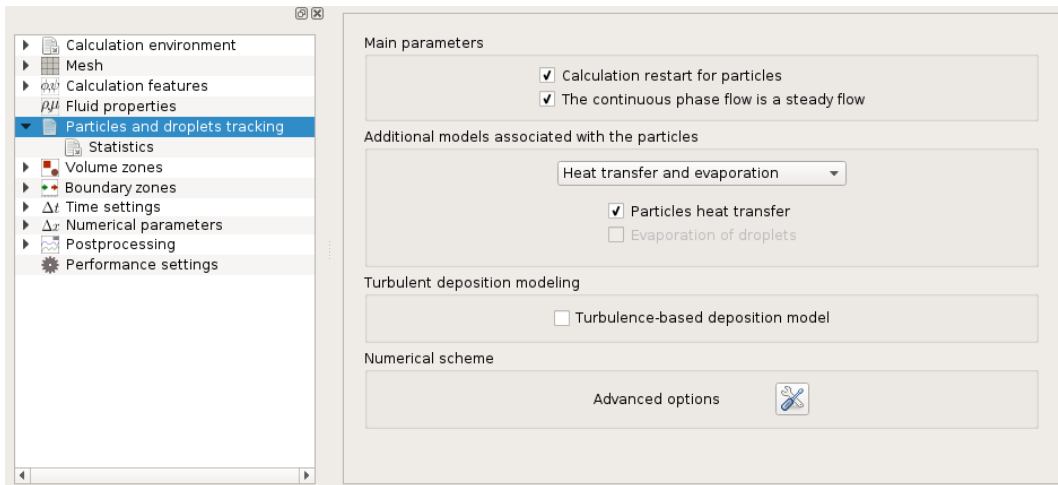 Calculation environment
Mesh
Calculation features
Fluid properties
Particles and droplets tracking
Statistics
Volume zones
Boundary zones
Δt Time settings
Δx Numerical parameters
Postprocessing
Performance settings
Main parameters
Calculation restart for particles
The continuous phase flow is a steady flow
Additional models associated with the particles
Heat transfer and evaporation
Particles heat transfer
Evaporation of droplets
Turbulent deposition modeling
Turbulence-based deposition model
Numerical scheme
Advanced options